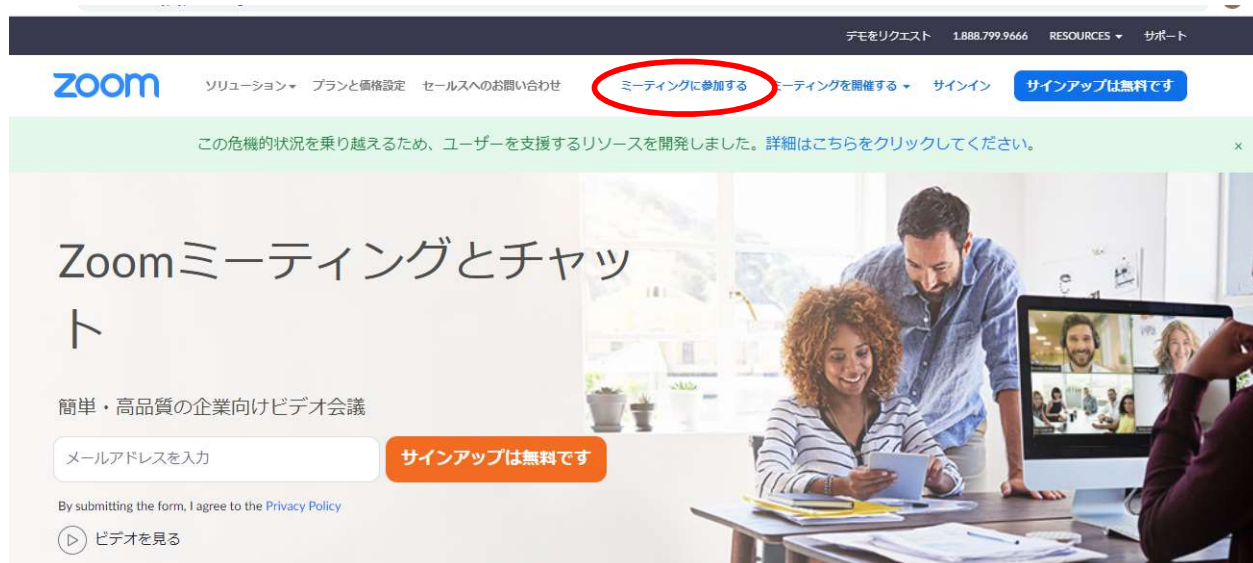 デモをリクエスト 1.888.799.9666 RESOURCES サポート
zoom ソリューション プランと価格設定 セールスへのお問い合わせ ミーティングに参加する ミーティングを開催する サインイン サインアップは無料です
この危機的状況を乗り越えるため、ユーザーを支援するリソースを開発しました。詳細はこちらをクリックしてください。 ×
Zoomミーティングとチャッ
ト
簡単・高品質の企業向けビデオ会議
メールアドレスを入力 サインアップは無料です
By submitting the form, I agree to the Privacy Policy
ビデオを見る